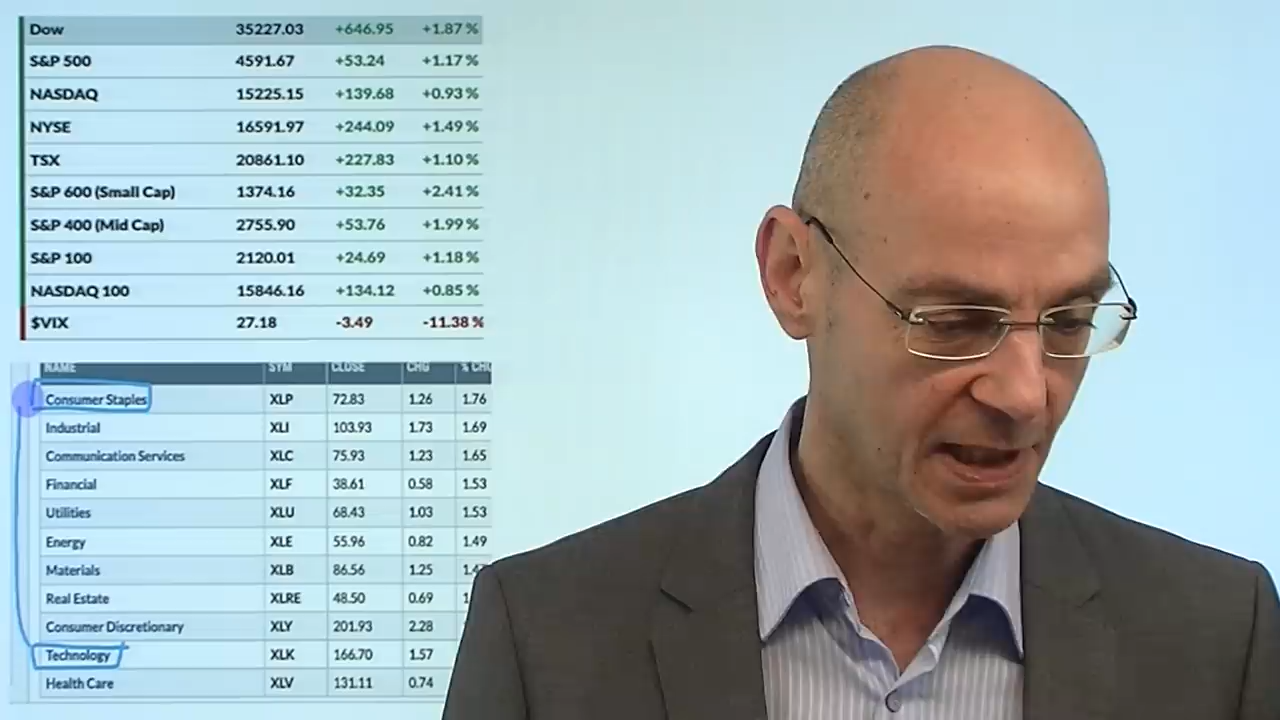 Dow 35227.03 +646.95 +1.87 %
S&P 500 4591.67 +53.24 +1.17 %
NASDAQ 15225.15 +139.68 +0.93 %
NYSE 16591.97 +244.09 +1.49 %
TSX 20861.10 +227.83 +1.10 %
S&P 600 (Small Cap) 1374.16 +32.35 +2.41 %
S&P 400 (Mid Cap) 2755.90 +53.76 +1.99 %
S&P 100 2120.01 +24.69 +1.18 %
NASDAQ 100 15846.16 +134.12 +0.85 %
$VIX 27.18 -3.49 -11.38 %
NAME SYM CLOSE CHG % CHG
Consumer Staples XLP 72.83 1.26 1.76
Industrial XLI 103.93 1.73 1.69
Communication Services XLC 75.93 1.23 1.65
Financial XLF 38.61 0.58 1.53
Utilities XLU 68.43 1.03 1.53
Energy XLE 55.96 0.82 1.49
Materials XLB 86.56 1.25
Real Estate XLRE 48.50 0.69
Consumer Discretionary XLY 201.93 2.28
Technology XLK 166.70 1.57
Health Care XLV 131.11 0.74